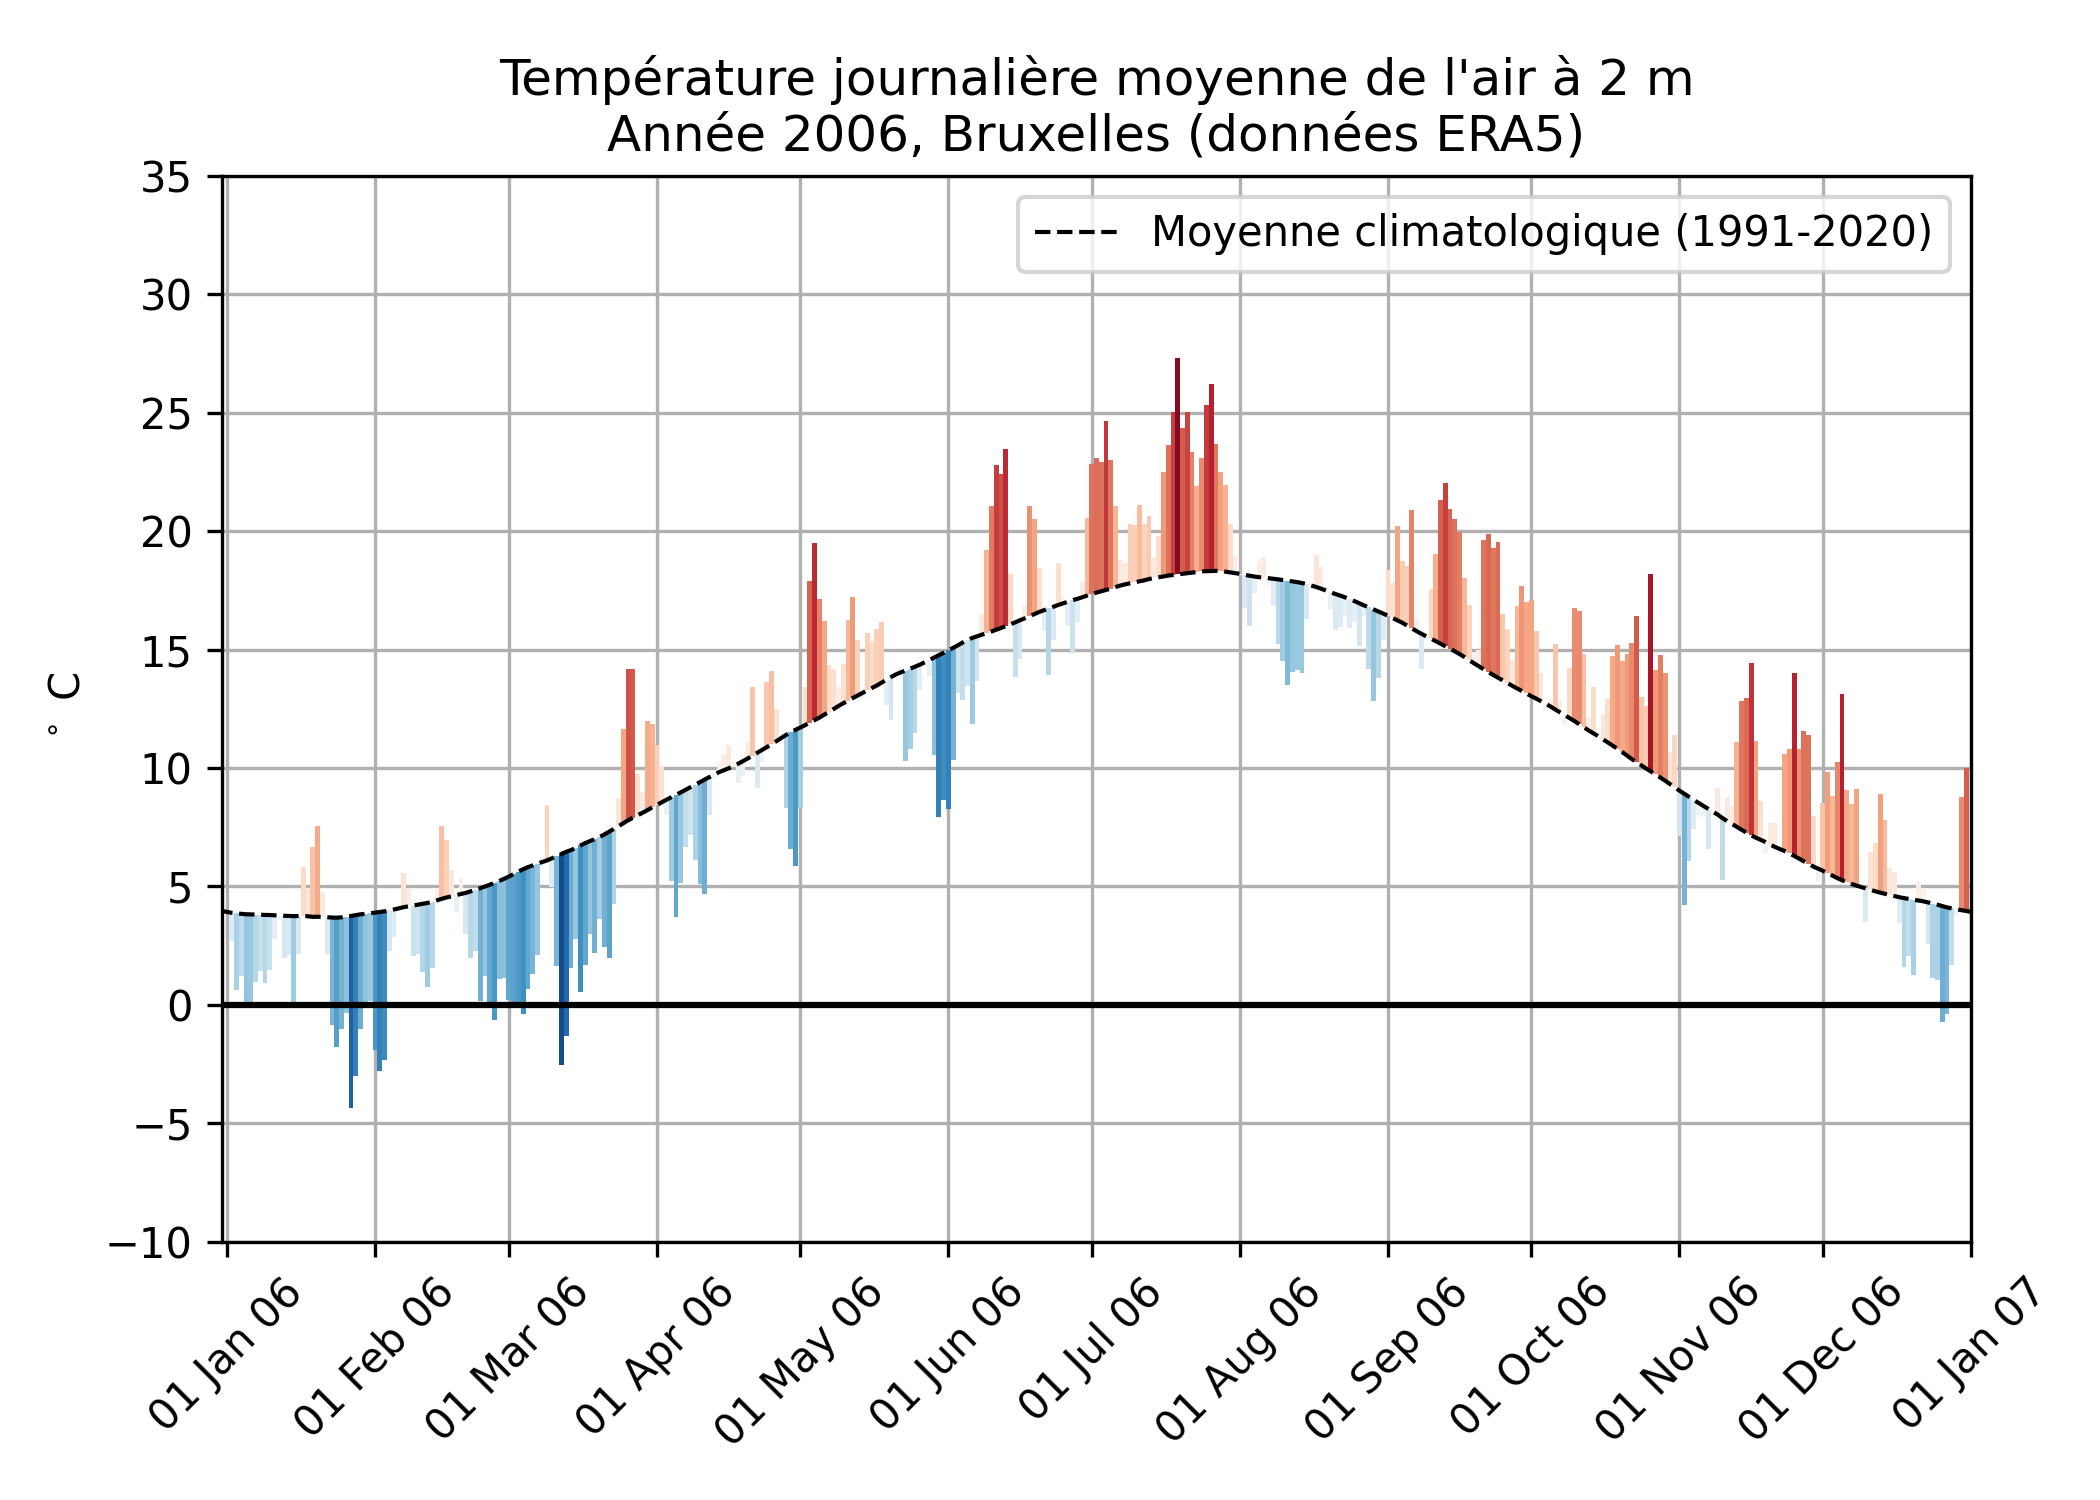 Température journalière moyenne de l'air à 2 m
Année 2006, Bruxelles (données ERA5)
Moyenne climatologique (1991-2020)
° C
35
30
25
20
15
10
5
0
−5
−10
01 Jan 06
01 Feb 06
01 Mar 06
01 Apr 06
01 May 06
01 Jun 06
01 Jul 06
01 Aug 06
01 Sep 06
01 Oct 06
01 Nov 06
01 Dec 06
01 Jan 07